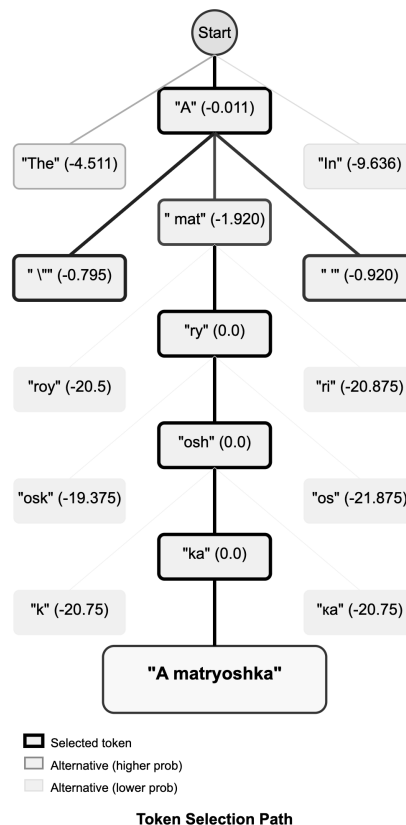 Start
"A" (-0.011)
"The" (-4.511)
"In" (-9.636)
" mat" (-1.920)
" \"" (-0.795)
" '" (-0.920)
"ry" (0.0)
"roy" (-20.5)
"ri" (-20.875)
"osh" (0.0)
"osk" (-19.375)
"os" (-21.875)
"ka" (0.0)
"k" (-20.75)
"ка" (-20.75)
"A matryoshka"
Selected token
Alternative (higher prob)
Alternative (lower prob)
Token Selection Path